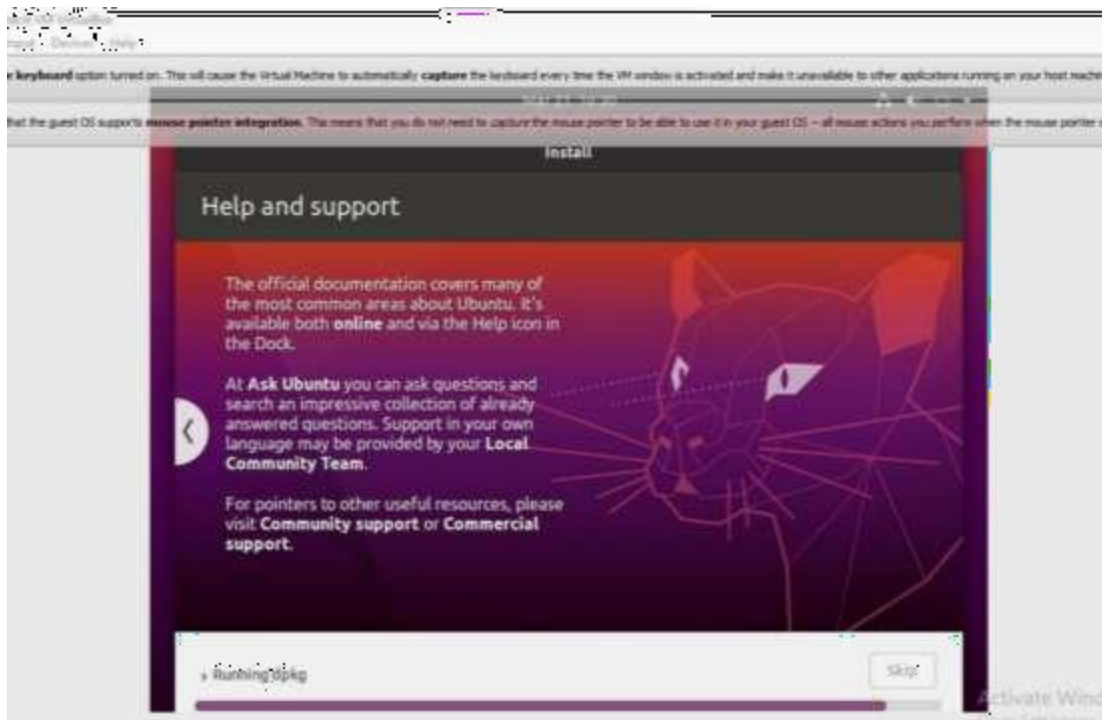 Devices Help
keyboard option turned on. This will cause the Virtual Machine to automatically capture the keyboard every time the VM window is activated and make it unavailable to other applications running on your host machin
that the guest OS supports mouse pointer integration. This means that you do not need to capture the mouse pointer to be able to use it in your guest OS — all mouse actions you perform when the mouse pointer
Install
Help and support
The official documentation covers many of
the most common areas about Ubuntu. It's
available both online and via the Help icon in
the Dock.
At Ask Ubuntu you can ask questions and
search an impressive collection of already
answered questions. Support in your own
language may be provided by your Local
Community Team.
For pointers to other useful resources, please
visit Community support or Commercial
support.
Running dpkg
Skip
Activate Wind